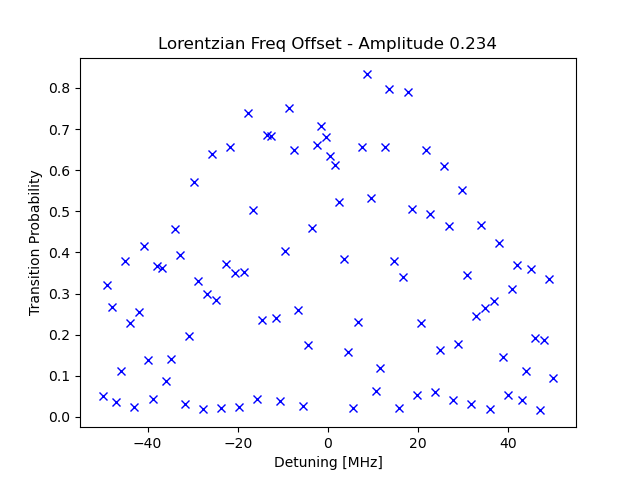 Lorentzian Freq Offset - Amplitude 0.234
Transition Probability
0.8
0.7
0.6
0.5
0.4
0.3
0.2
0.1
0.0
−40 −20 0 20 40
Detuning [MHz]